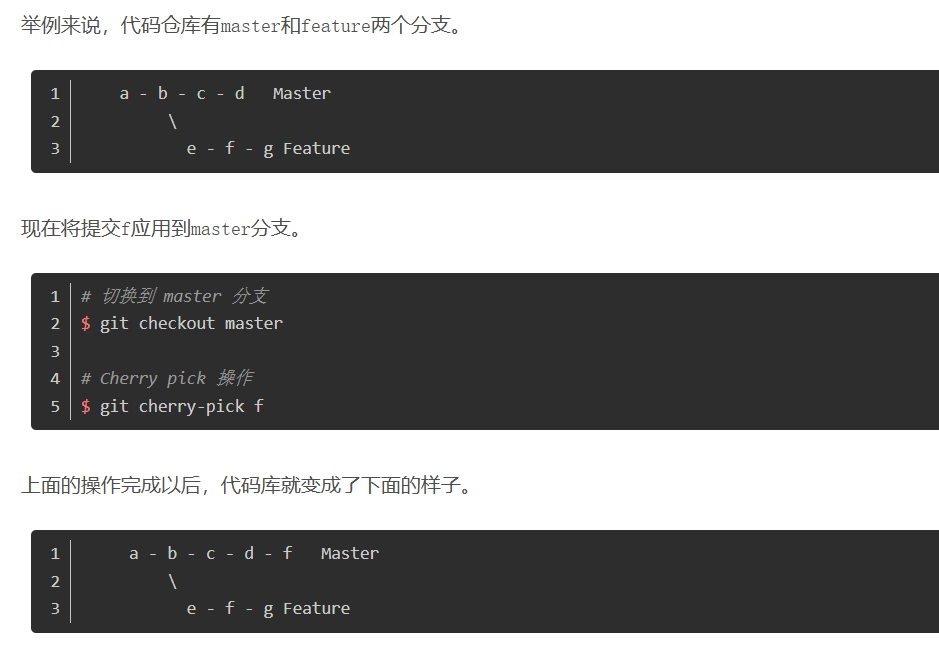 举例来说，代码仓库有master和feature两个分支。
1     a - b - c - d   Master
2          \
3            e - f - g Feature
现在将提交f应用到master分支。
1 # 切换到 master 分支
2 $ git checkout master
3
4 # Cherry pick 操作
5 $ git cherry-pick f
上面的操作完成以后，代码库就变成了下面的样子。
1      a - b - c - d - f   Master
2          \
3            e - f - g Feature